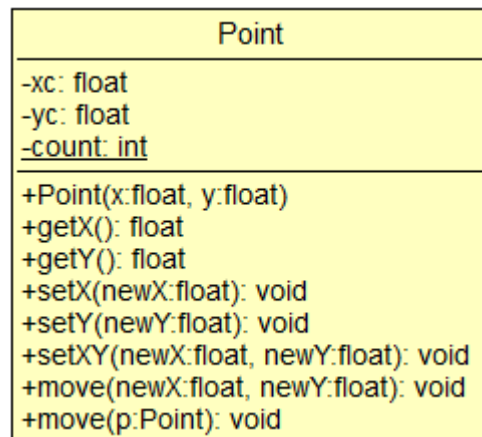 Point
-xc: float
-yc: float
-count: int
+Point(x:float, y:float)
+getX(): float
+getY(): float
+setX(newX:float): void
+setY(newY:float): void
+setXY(newX:float, newY:float): void
+move(newX:float, newY:float): void
+move(p:Point): void